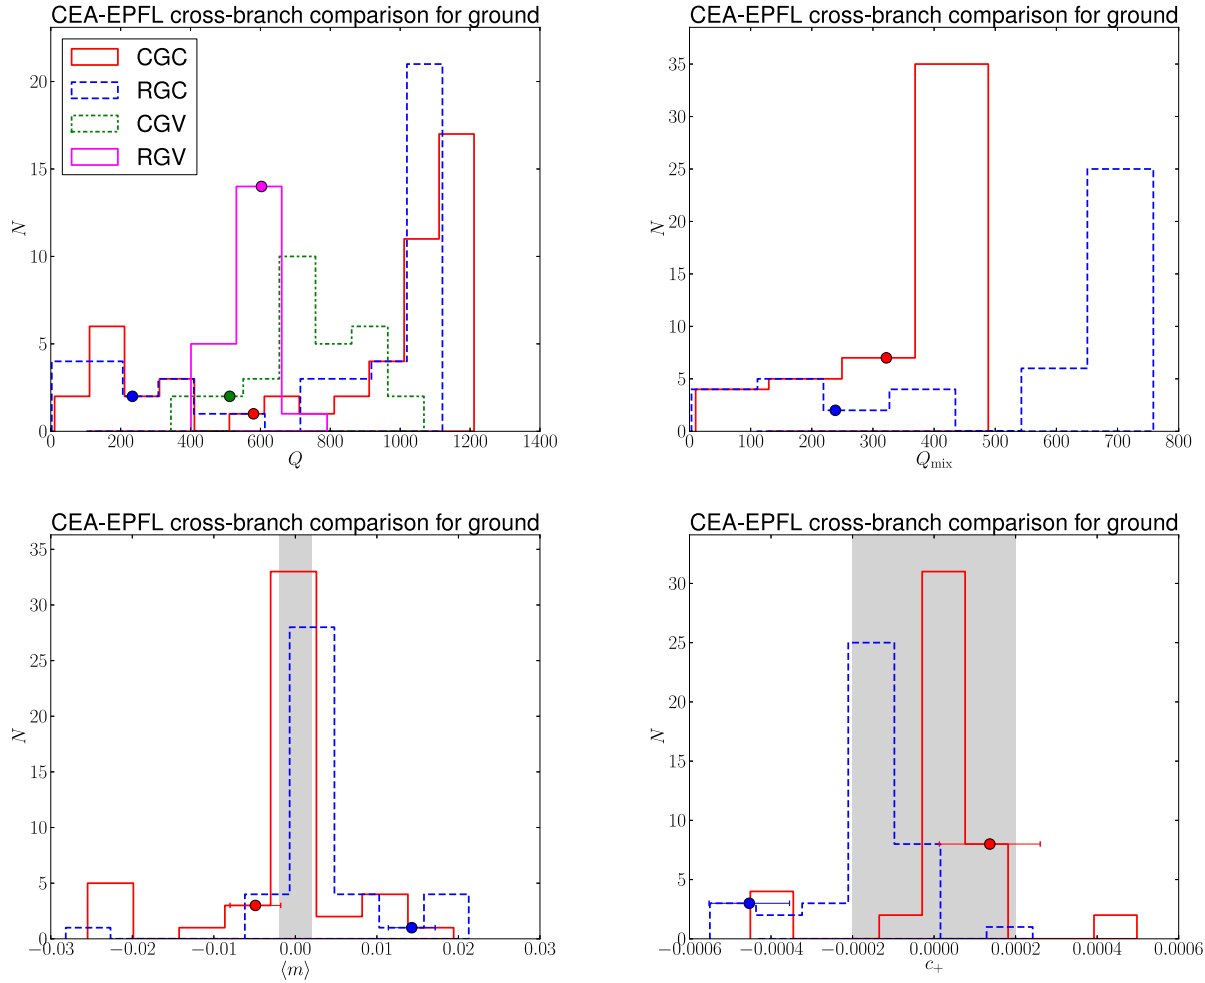 CEA-EPFL cross-branch comparison for ground
CGC
RGC
CGV
RGV
N
0
5
10
15
20
0 200 400 600 800 1000 1200 1400
Q
CEA-EPFL cross-branch comparison for ground
N
0
5
10
15
20
25
30
35
0 100 200 300 400 500 600 700 800
Q_mix
CEA-EPFL cross-branch comparison for ground
N
0
5
10
15
20
25
30
35
−0.03 −0.02 −0.01 0.00 0.01 0.02 0.03
⟨m⟩
CEA-EPFL cross-branch comparison for ground
N
0
5
10
15
20
25
30
−0.0006 −0.0004 −0.0002 0.0000 0.0002 0.0004 0.0006
c₊